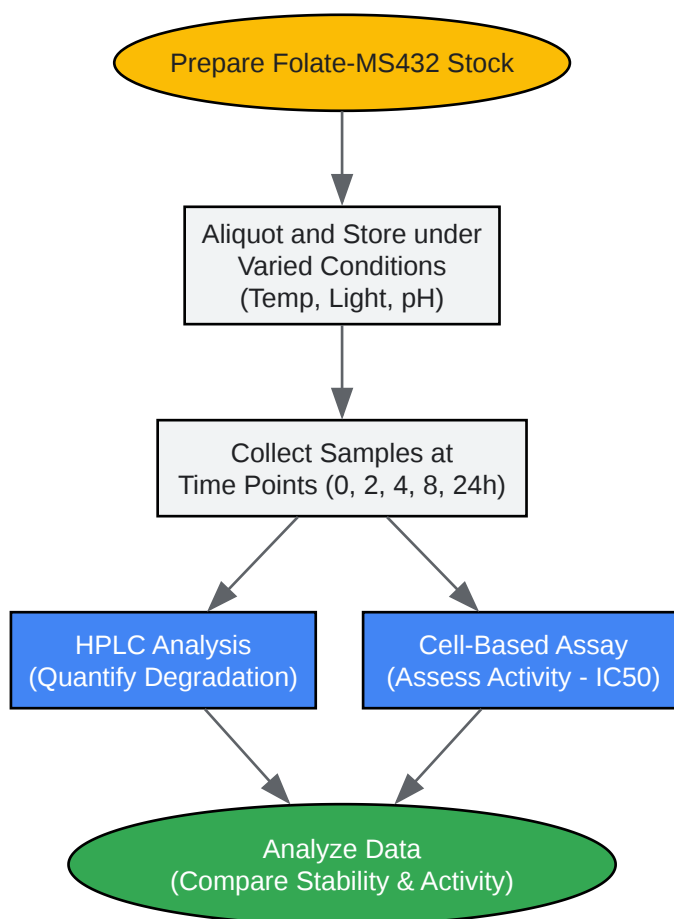 Prepare Folate-MS432 Stock
Aliquot and Store under
Varied Conditions
(Temp, Light, pH)
Collect Samples at
Time Points (0, 2, 4, 8, 24h)
HPLC Analysis
(Quantify Degradation)
Cell-Based Assay
(Assess Activity - IC50)
Analyze Data
(Compare Stability & Activity)